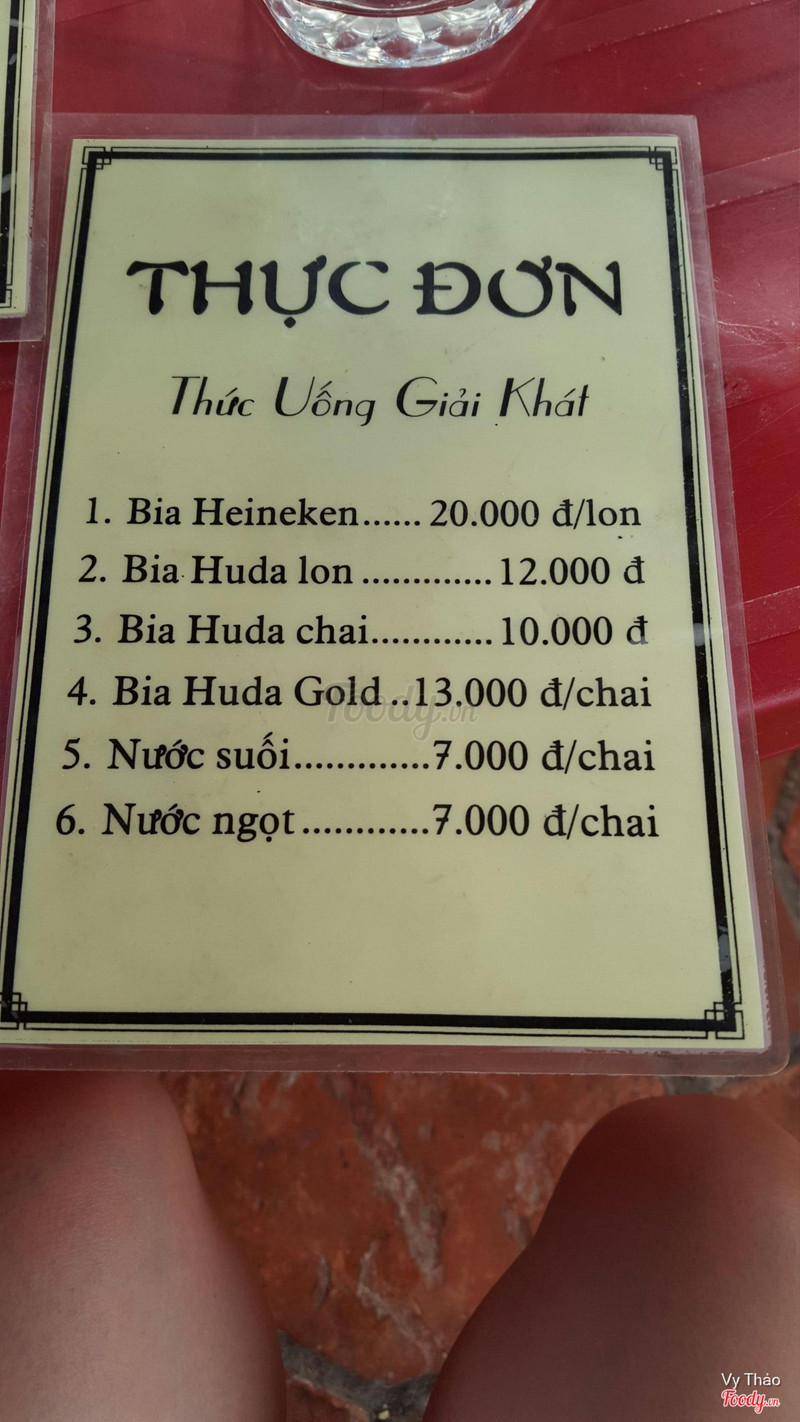 THỰC ĐƠN
Thức Uống Giải Khát
1. Bia Heineken...... 20.000 đ/lon
2. Bia Huda lon ............. 12.000 đ
3. Bia Huda chai............ 10.000 đ
4. Bia Huda Gold ..13.000 đ/chai
foody.vn
5. Nước suối.............7.000 đ/chai
6. Nước ngọt............7.000 đ/chai
Vy Thảo
Foody.vn